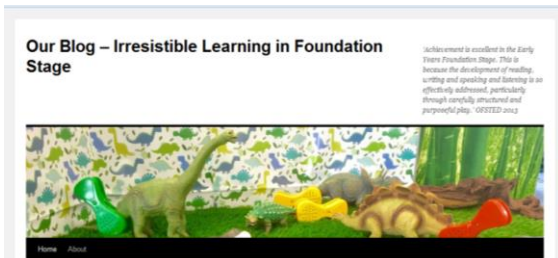 Our Blog – Irresistible Learning in Foundation
Stage
'Achievement is excellent in the Early
Years Foundation Stage. This is
because the development of reading,
writing and speaking and listening is so
effectively addressed, particularly
through carefully structured and
purposeful play.' OFSTED 2013
Home About